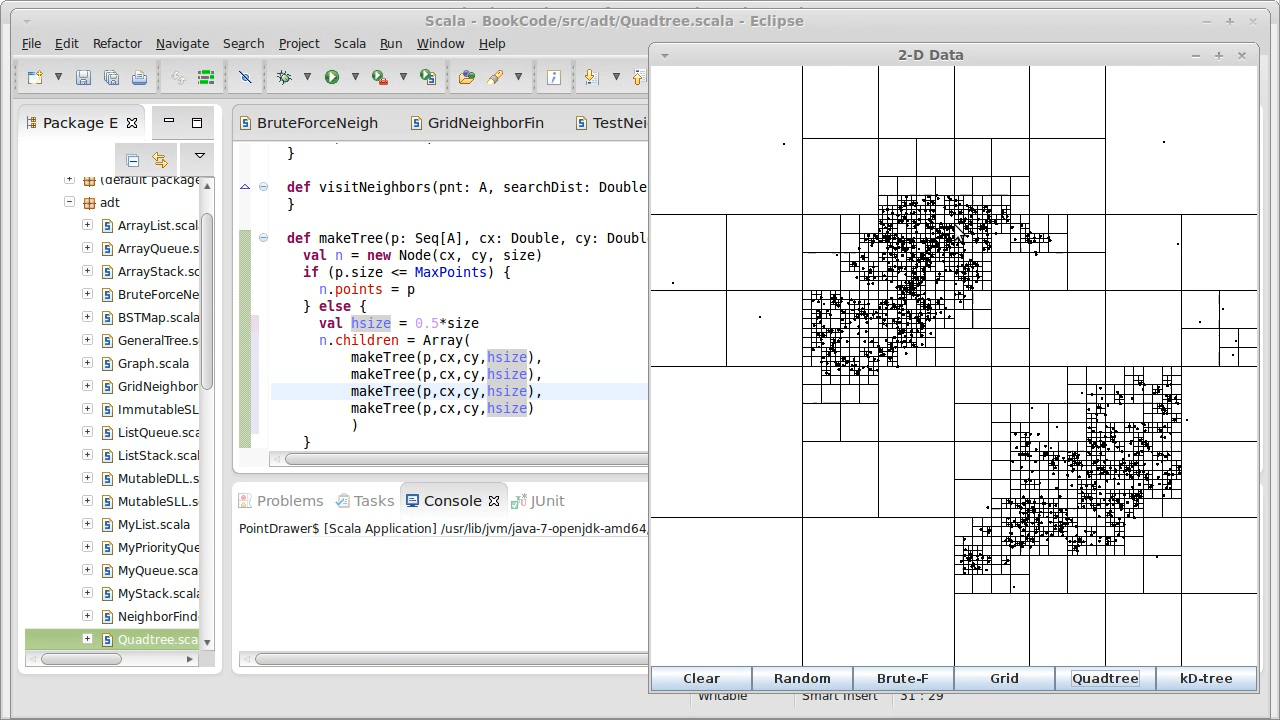 Scala - BookCode/src/adt/Quadtree.scala - Eclipse
File Edit Refactor Navigate Search Project Scala Run Window Help
2-D Data
Package E
BruteForceNeigh GridNeighborFin TestNei
(default package
adt
ArrayList.scal
ArrayQueue.s
ArrayStack.sc
BruteForceNe
BSTMap.scala
GeneralTree.s
Graph.scala
GridNeighbor
ImmutableSL
ListQueue.sca
ListStack.scal
MutableDLL.s
MutableSLL.s
MyList.scala
MyPriorityQue
MyQueue.sca
MyStack.scala
NeighborFind
Quadtree.sca
}
def visitNeighbors(pnt: A, searchDist: Double
}
def makeTree(p: Seq[A], cx: Double, cy: Doubl
val n = new Node(cx, cy, size)
if (p.size <= MaxPoints) {
n.points = p
} else {
val hsize = 0.5*size
n.children = Array(
makeTree(p,cx,cy,hsize),
makeTree(p,cx,cy,hsize),
makeTree(p,cx,cy,hsize),
makeTree(p,cx,cy,hsize)
)
}
Problems Tasks Console JUnit
PointDrawer$ [Scala Application] /usr/lib/jvm/java-7-openjdk-amd64/
Clear Random Brute-F Grid Quadtree kD-tree
Writable Smart Insert 31 : 29